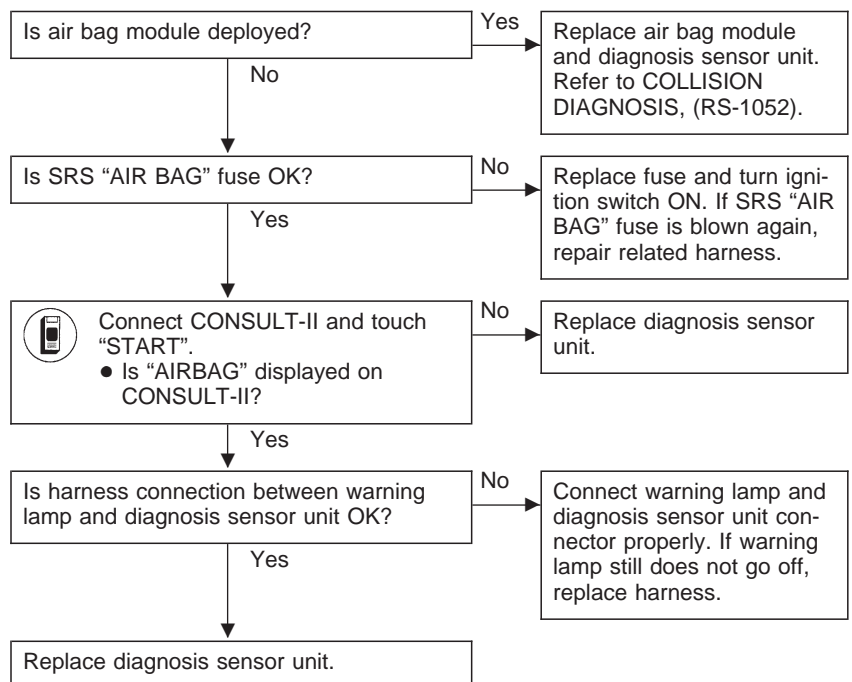 Is air bag module deployed?
Yes
Replace air bag module
and diagnosis sensor unit.
Refer to COLLISION
DIAGNOSIS, (RS-1052).
No
Is SRS “AIR BAG” fuse OK?
No
Replace fuse and turn igni-
tion switch ON. If SRS “AIR
BAG” fuse is blown again,
repair related harness.
Yes
Connect CONSULT-II and touch
“START”.
● Is “AIRBAG” displayed on
CONSULT-II?
No
Replace diagnosis sensor
unit.
Yes
Is harness connection between warning
lamp and diagnosis sensor unit OK?
No
Connect warning lamp and
diagnosis sensor unit con-
nector properly. If warning
lamp still does not go off,
replace harness.
Yes
Replace diagnosis sensor unit.